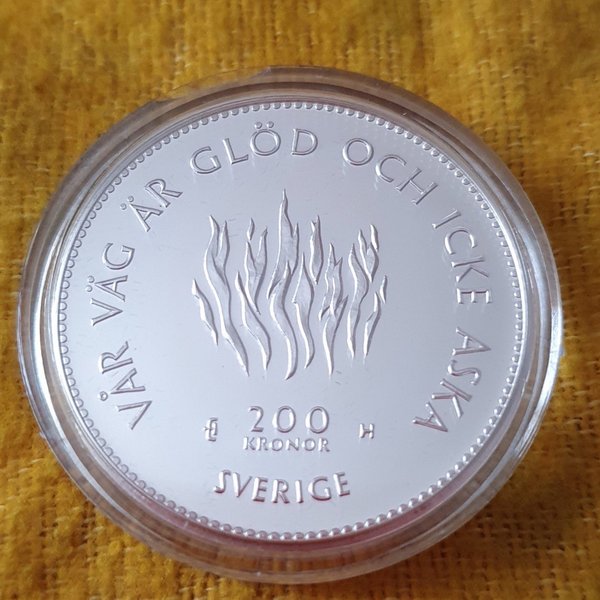 VÅR VÄG ÄR GLÖD OCH ICKE ASKA
200
KRONOR
H
SVERIGE